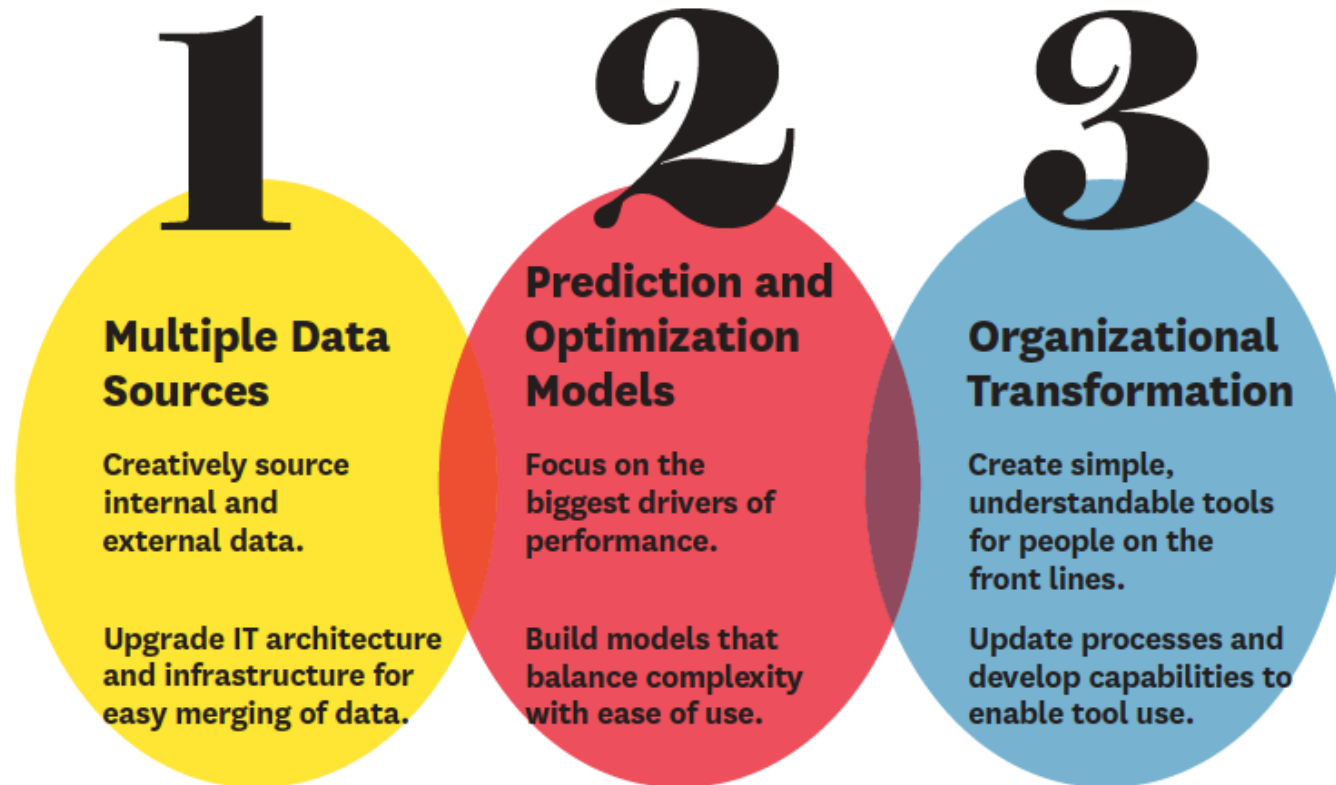 1
Multiple Data
Sources
Creatively source
internal and
external data.
Upgrade IT architecture
and infrastructure for
easy merging of data.
2
Prediction and
Optimization
Models
Focus on the
biggest drivers of
performance.
Build models that
balance complexity
with ease of use.
3
Organizational
Transformation
Create simple,
understandable tools
for people on the
front lines.
Update processes and
develop capabilities to
enable tool use.